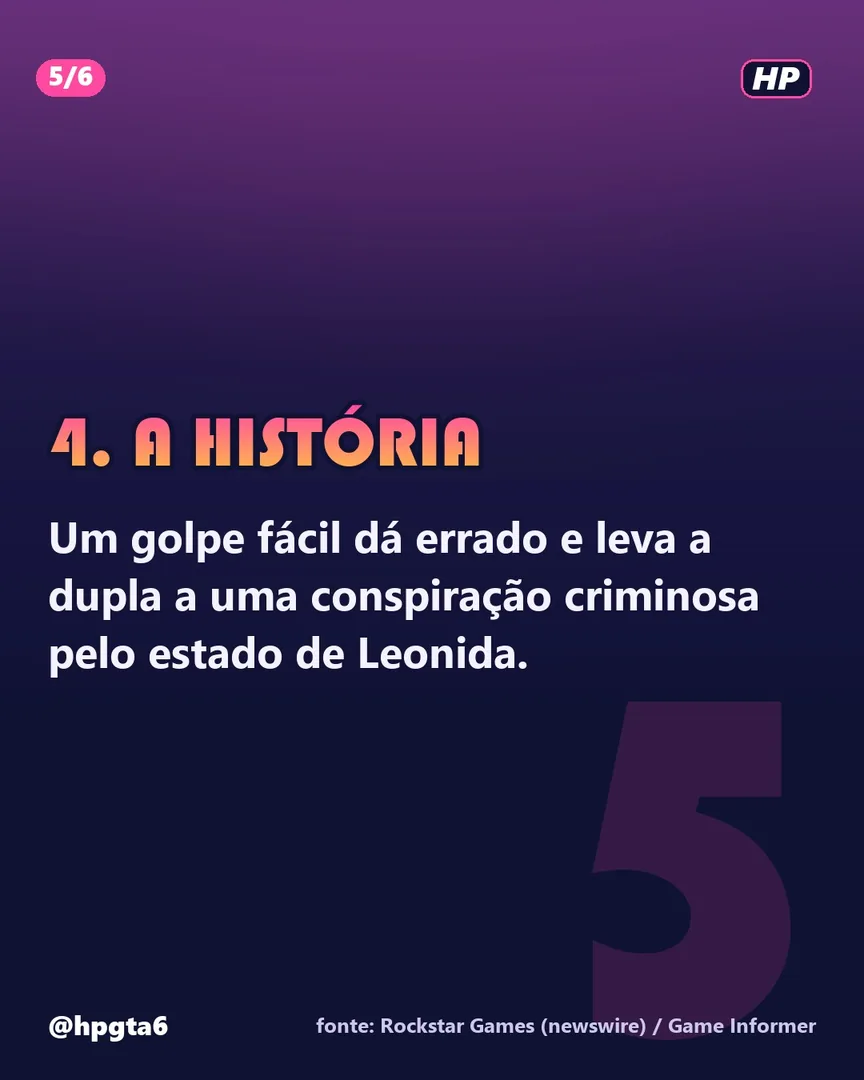 5/6
HP
4. A HISTÓRIA
Um golpe fácil dá errado e leva a
dupla a uma conspiração criminosa
pelo estado de Leonida.
5
@hpgta6
fonte: Rockstar Games (newswire) / Game Informer